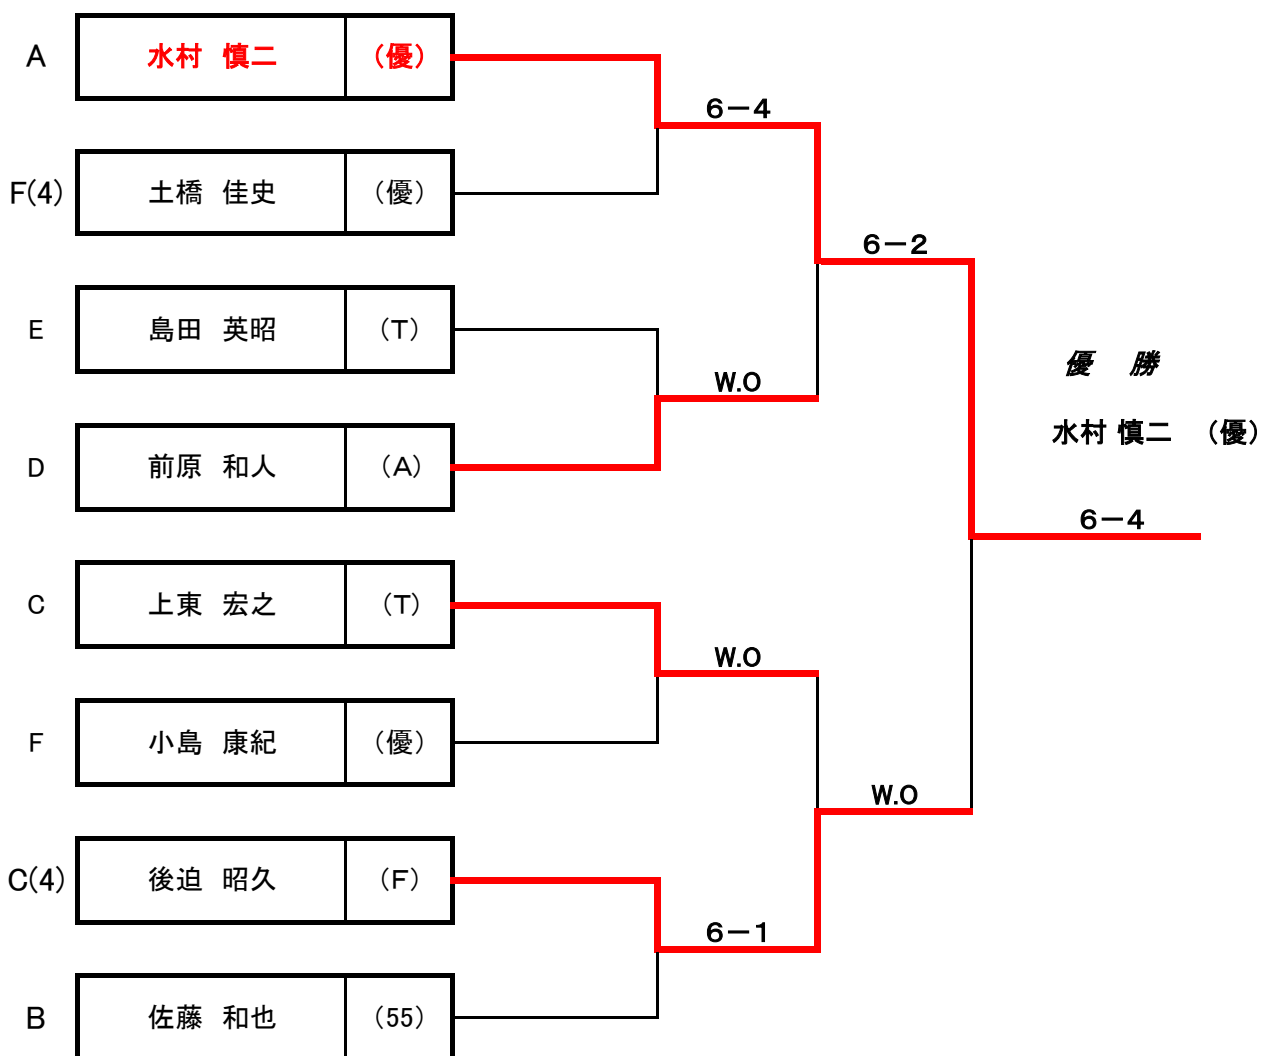 A 水村 慎二 (優)
6－4
F(4) 土橋 佳史 (優)
6－2
E 島田 英昭 (T)
優 勝
W.O
水村 慎二 (優)
D 前原 和人 (A)
6－4
C 上東 宏之 (T)
W.O
F 小島 康紀 (優)
W.O
C(4) 後迫 昭久 (F)
6－1
B 佐藤 和也 (55)